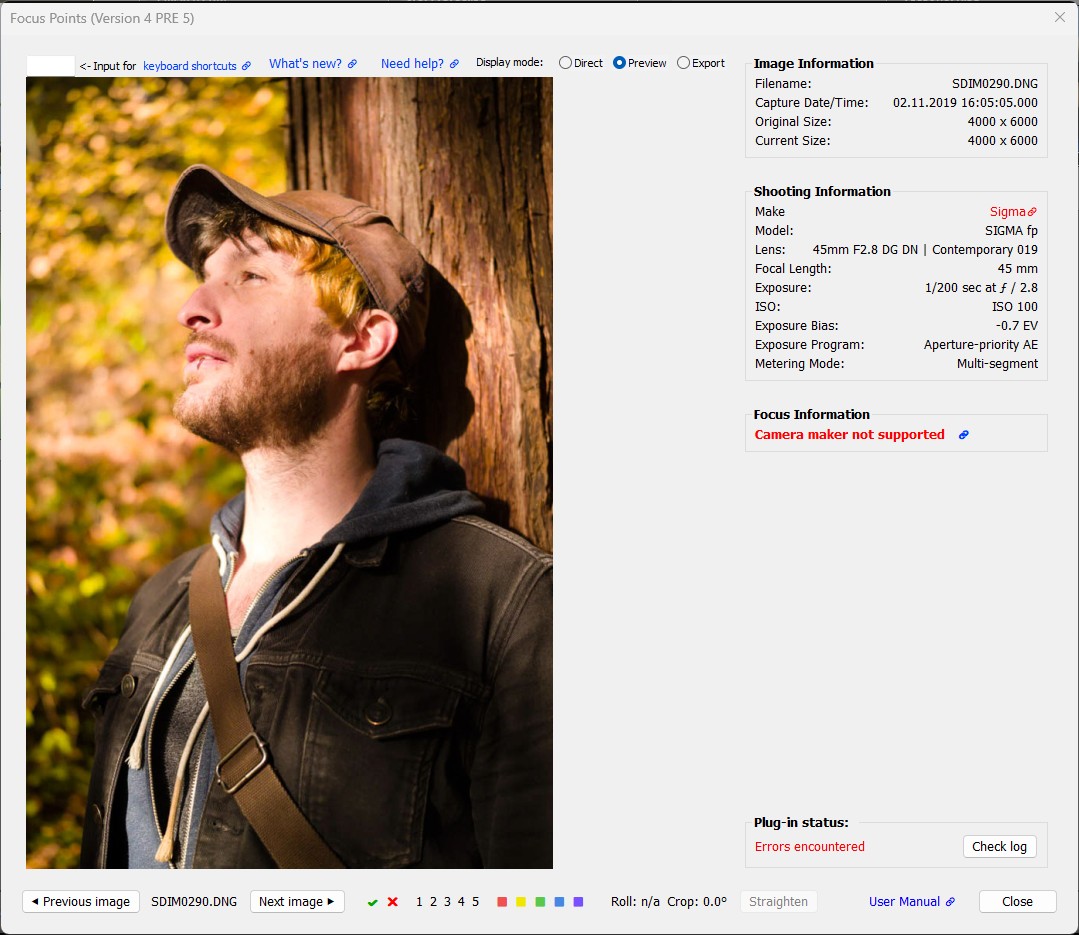 Focus Points (Version 4 PRE 5)
<- Input for keyboard shortcuts What's new? Need help? Display mode: Direct Preview Export
Image Information
Filename: SDIM0290.DNG
Capture Date/Time: 02.11.2019 16:05:05.000
Original Size: 4000 x 6000
Current Size: 4000 x 6000
Shooting Information
Make Sigma
Model: SIGMA fp
Lens: 45mm F2.8 DG DN | Contemporary 019
Focal Length: 45 mm
Exposure: 1/200 sec at ƒ / 2.8
ISO: ISO 100
Exposure Bias: -0.7 EV
Exposure Program: Aperture-priority AE
Metering Mode: Multi-segment
Focus Information
Camera maker not supported
Plug-in status:
Errors encountered Check log
Previous image SDIM0290.DNG Next image 1 2 3 4 5 Roll: n/a Crop: 0.0° Straighten User Manual Close